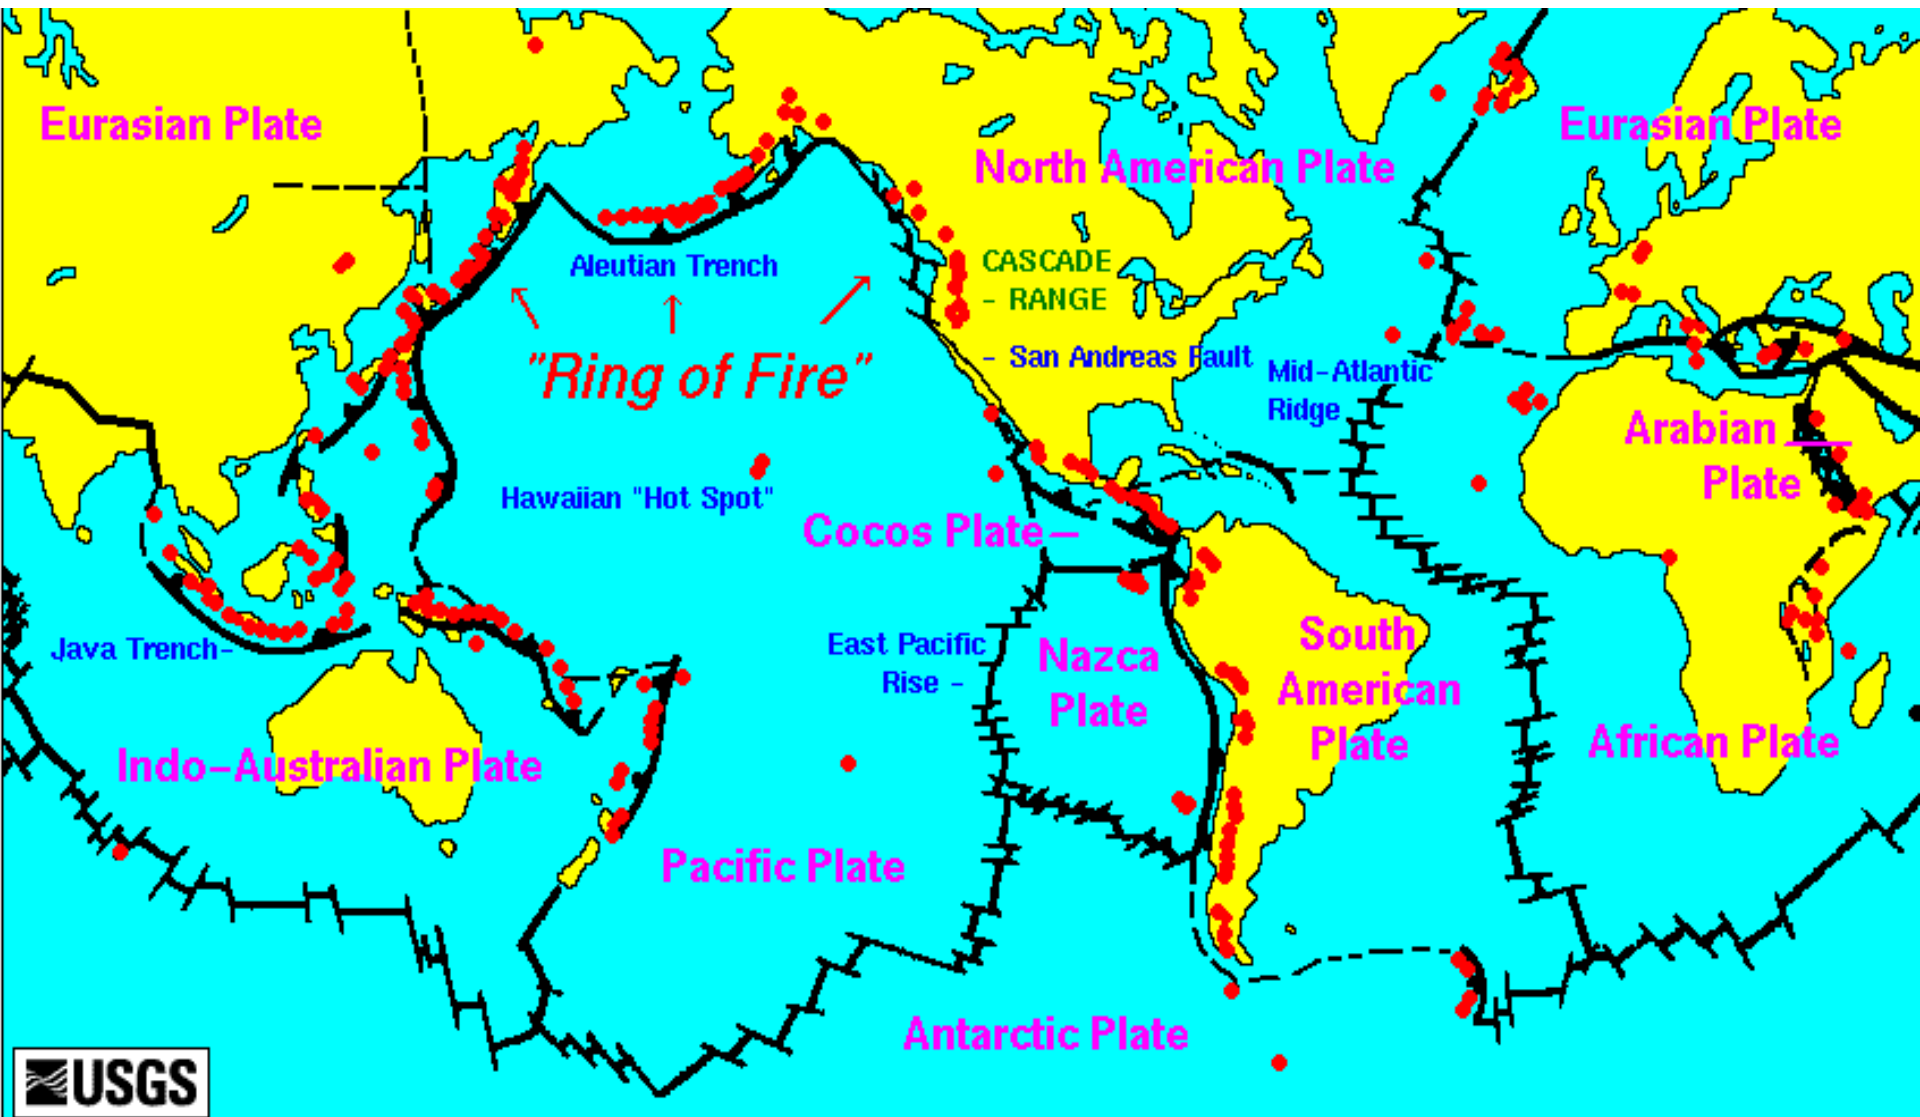 Eurasian Plate
Eurasian Plate
North American Plate
Aleutian Trench
CASCADE
- RANGE
"Ring of Fire"
- San Andreas Fault
Mid-Atlantic
Ridge
Arabian
Plate
Hawaiian "Hot Spot"
Cocos Plate-
Java Trench-
East Pacific
Rise -
Nazca
Plate
South
American
Plate
Indo-Australian Plate
African Plate
Pacific Plate
Antarctic Plate
USGS